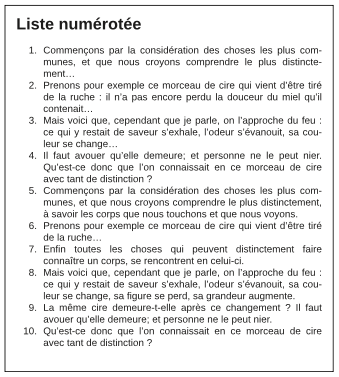 Liste numérotée
1. Commençons par la considération des choses les plus com-
munes, et que nous croyons comprendre le plus distincte-
ment…
2. Prenons pour exemple ce morceau de cire qui vient d’être tiré
de la ruche : il n’a pas encore perdu la douceur du miel qu’il
contenait…
3. Mais voici que, cependant que je parle, on l’approche du feu :
ce qui y restait de saveur s’exhale, l’odeur s’évanouit, sa cou-
leur se change…
4. Il faut avouer qu’elle demeure; et personne ne le peut nier.
Qu’est-ce donc que l’on connaissait en ce morceau de cire
avec tant de distinction ?
5. Commençons par la considération des choses les plus com-
munes, et que nous croyons comprendre le plus distinctement,
à savoir les corps que nous touchons et que nous voyons.
6. Prenons pour exemple ce morceau de cire qui vient d’être tiré
de la ruche…
7. Enfin toutes les choses qui peuvent distinctement faire
connaître un corps, se rencontrent en celui-ci.
8. Mais voici que, cependant que je parle, on l’approche du feu :
ce qui y restait de saveur s’exhale, l’odeur s’évanouit, sa cou-
leur se change, sa figure se perd, sa grandeur augmente.
9. La même cire demeure-t-elle après ce changement ? Il faut
avouer qu’elle demeure; et personne ne le peut nier.
10. Qu’est-ce donc que l’on connaissait en ce morceau de cire
avec tant de distinction ?